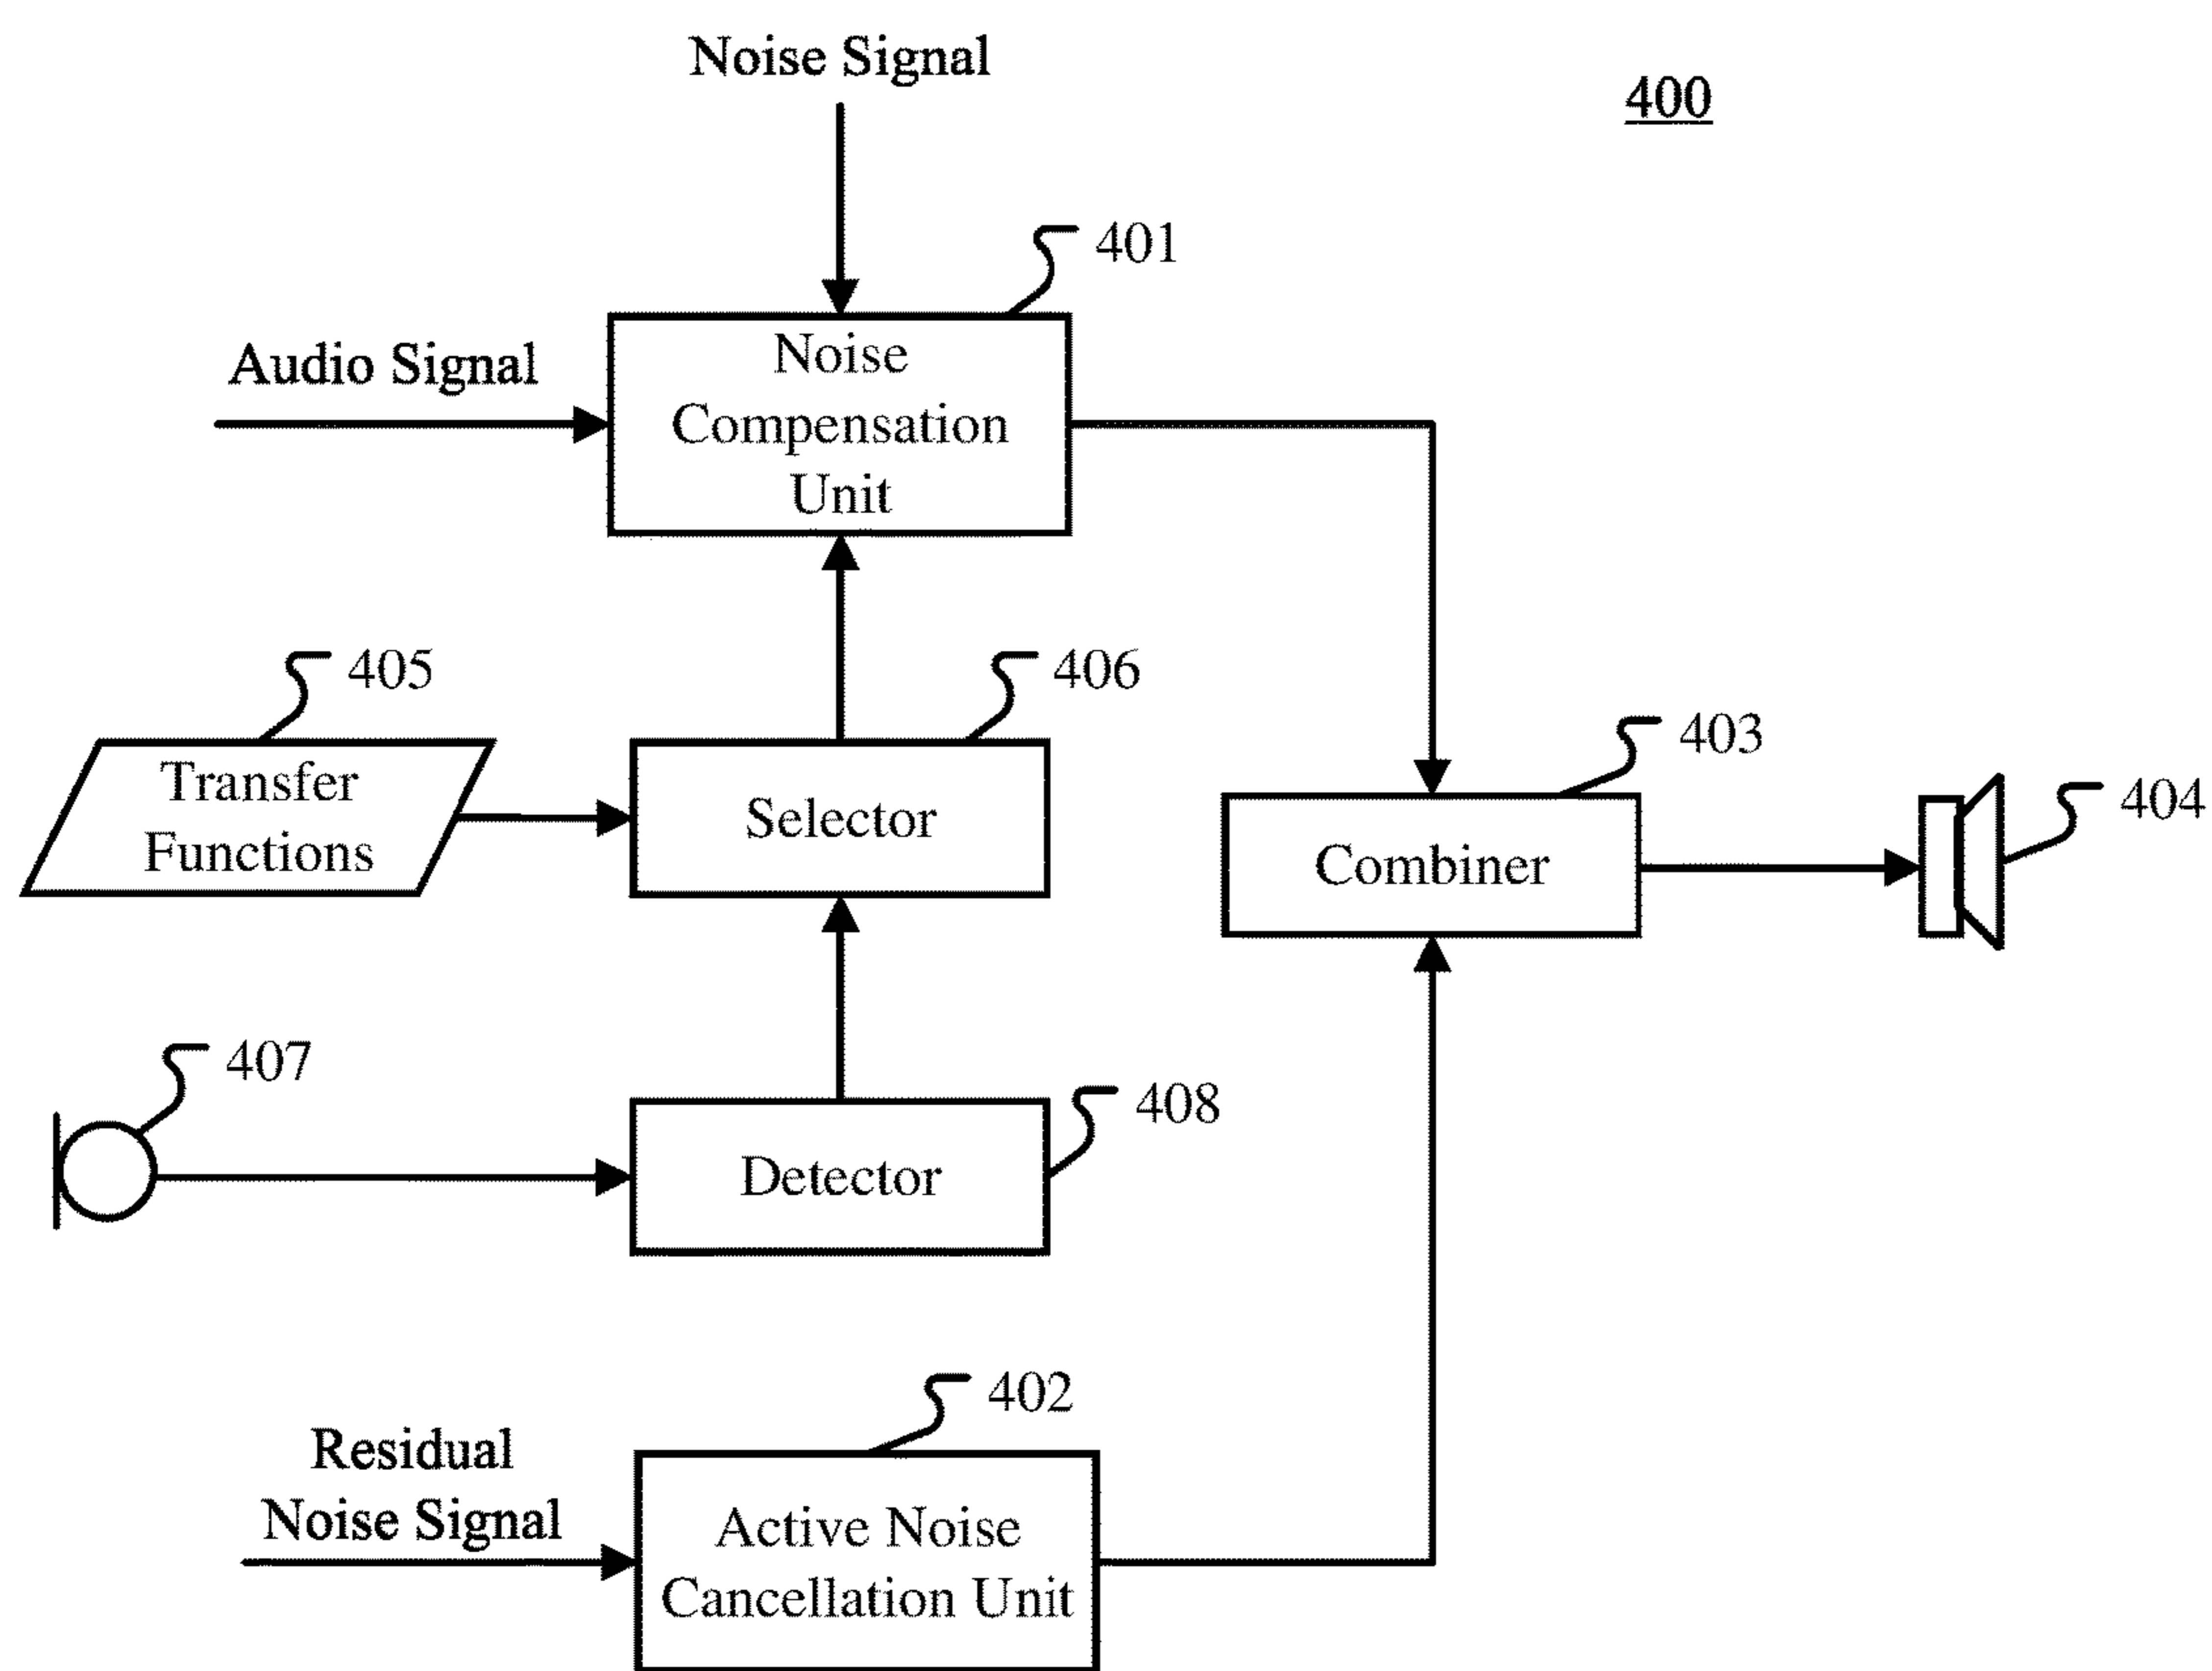 Noise Signal
400
401
Audio Signal
Noise
Compensation
Unit
405
406
Transfer
Functions
Selector
403
404
Combiner
407
408
Detector
402
Residual
Noise Signal
Active Noise
Cancellation Unit